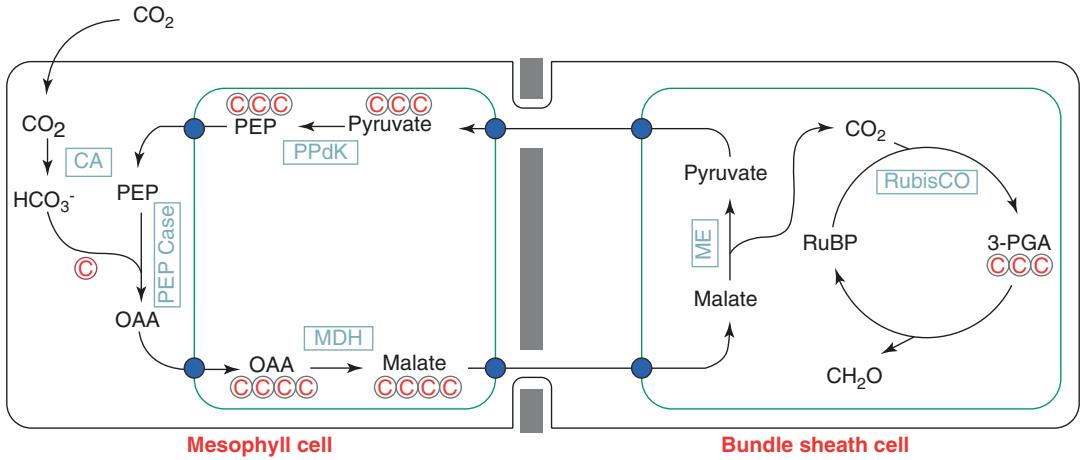 CO2
CO2
CA
HCO3-
C
PEP
PEP Case
OAA
CCC
PEP
CCC
Pyruvate
PPdK
MDH
OAA
CCCC
Malate
CCCC
Pyruvate
ME
Malate
CO2
RubisCO
RuBP
3-PGA
CCC
CH2O
Mesophyll cell
Bundle sheath cell